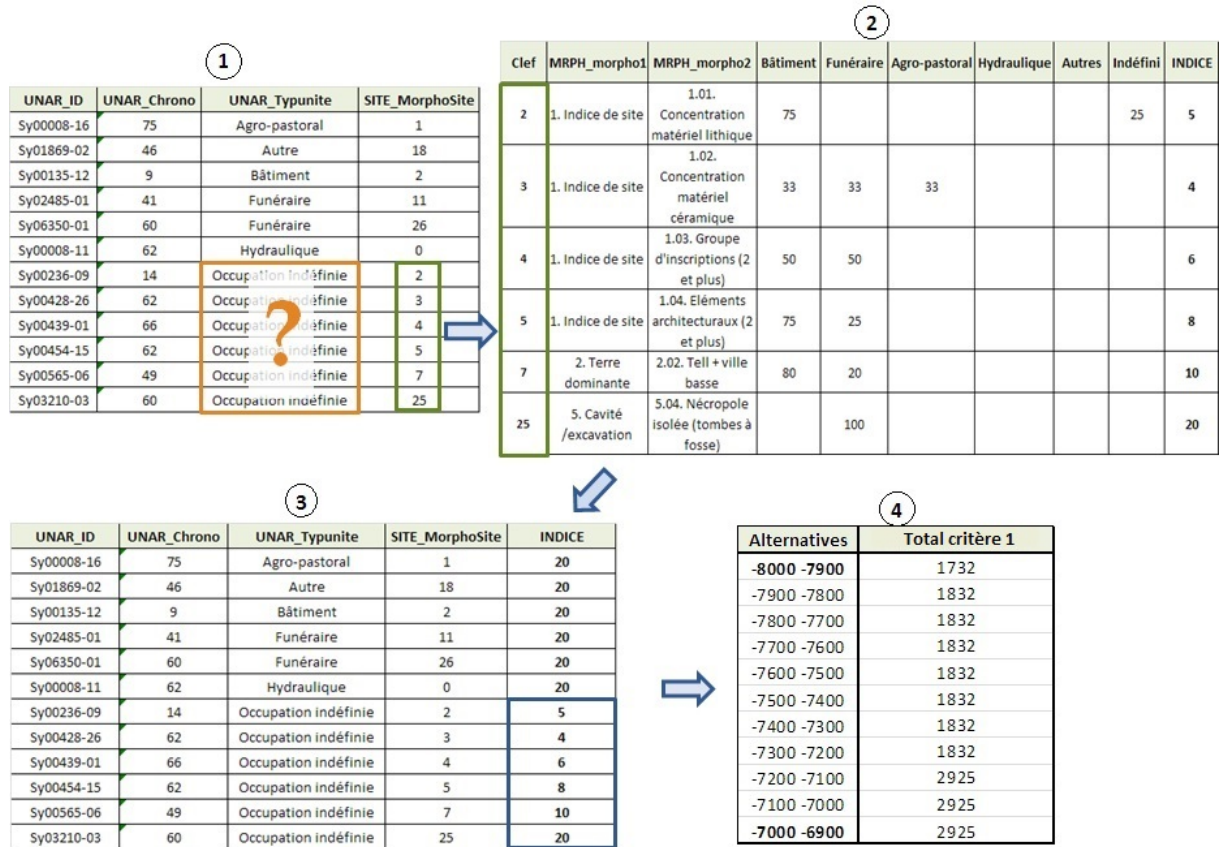 1
UNAR_ID UNAR_Chrono UNAR_Typunite SITE_MorphoSite
Sy00008-16 75 Agro-pastoral 1
Sy01869-02 46 Autre 18
Sy00135-12 9 Bâtiment 2
Sy02485-01 41 Funéraire 11
Sy06350-01 60 Funéraire 26
Sy00008-11 62 Hydraulique 0
Sy00236-09 14 Occupation indéfinie 2
Sy00428-26 62 Occupation indéfinie 3
Sy00439-01 66 Occupation indéfinie 4
Sy00454-15 62 Occupation indéfinie 5
Sy00565-06 49 Occupation indéfinie 7
Sy03210-03 60 Occupation indéfinie 25
?
2
Clef MRPH_morpho1 MRPH_morpho2 Bâtiment Funéraire Agro-pastoral Hydraulique Autres Indéfini INDICE
1.01.
2 1. Indice de site Concentration 75 25 5
matériel lithique
1.02.
Concentration
3 1. Indice de site matériel 33 33 33 4
céramique
1.03. Groupe
4 1. Indice de site d'inscriptions (2 50 50 6
et plus)
1.04. Eléments
5 1. Indice de site architecturaux (2 75 25 8
et plus)
7 2. Terre 2.02. Tell + ville 80 20 10
dominante basse
25 5. Cavité 5.04. Nécropole 100 20
/excavation isolée (tombes à
fosse)
3
UNAR_ID UNAR_Chrono UNAR_Typunite SITE_MorphoSite INDICE
Sy00008-16 75 Agro-pastoral 1 20
Sy01869-02 46 Autre 18 20
Sy00135-12 9 Bâtiment 2 20
Sy02485-01 41 Funéraire 11 20
Sy06350-01 60 Funéraire 26 20
Sy00008-11 62 Hydraulique 0 20
Sy00236-09 14 Occupation indéfinie 2 5
Sy00428-26 62 Occupation indéfinie 3 4
Sy00439-01 66 Occupation indéfinie 4 6
Sy00454-15 62 Occupation indéfinie 5 8
Sy00565-06 49 Occupation indéfinie 7 10
Sy03210-03 60 Occupation indéfinie 25 20
4
Alternatives Total critère 1
-8000 -7900 1732
-7900 -7800 1832
-7800 -7700 1832
-7700 -7600 1832
-7600 -7500 1832
-7500 -7400 1832
-7400 -7300 1832
-7300 -7200 1832
-7200 -7100 2925
-7100 -7000 2925
-7000 -6900 2925